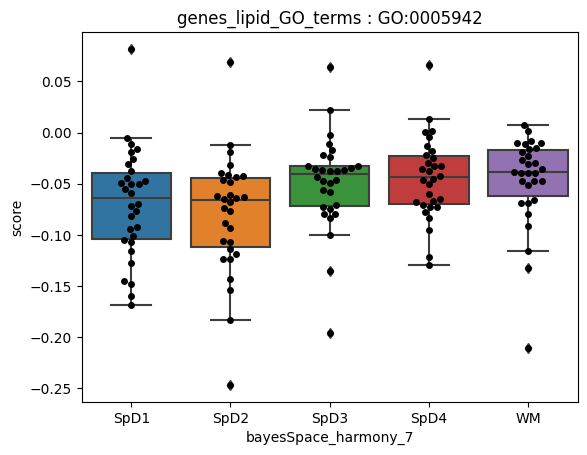 genes_lipid_GO_terms : GO:0005942
0.05
0.00
−0.05
−0.10
−0.15
−0.20
−0.25
score
SpD1 SpD2 SpD3 SpD4 WM
bayesSpace_harmony_7